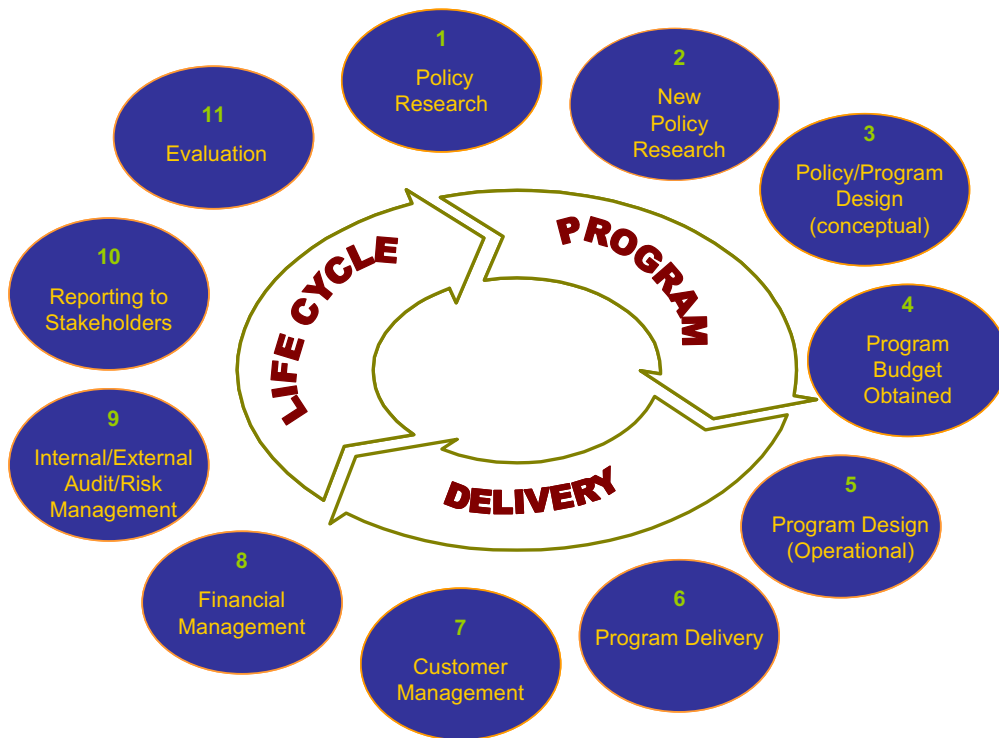 1
Policy
Research
2
New
Policy
Research
3
Policy/Program
Design
(conceptual)
4
Program
Budget
Obtained
5
Program Design
(Operational)
6
Program Delivery
7
Customer
Management
8
Financial
Management
9
Internal/External
Audit/Risk
Management
10
Reporting to
Stakeholders
11
Evaluation
PROGRAM
DELIVERY
LIFE CYCLE